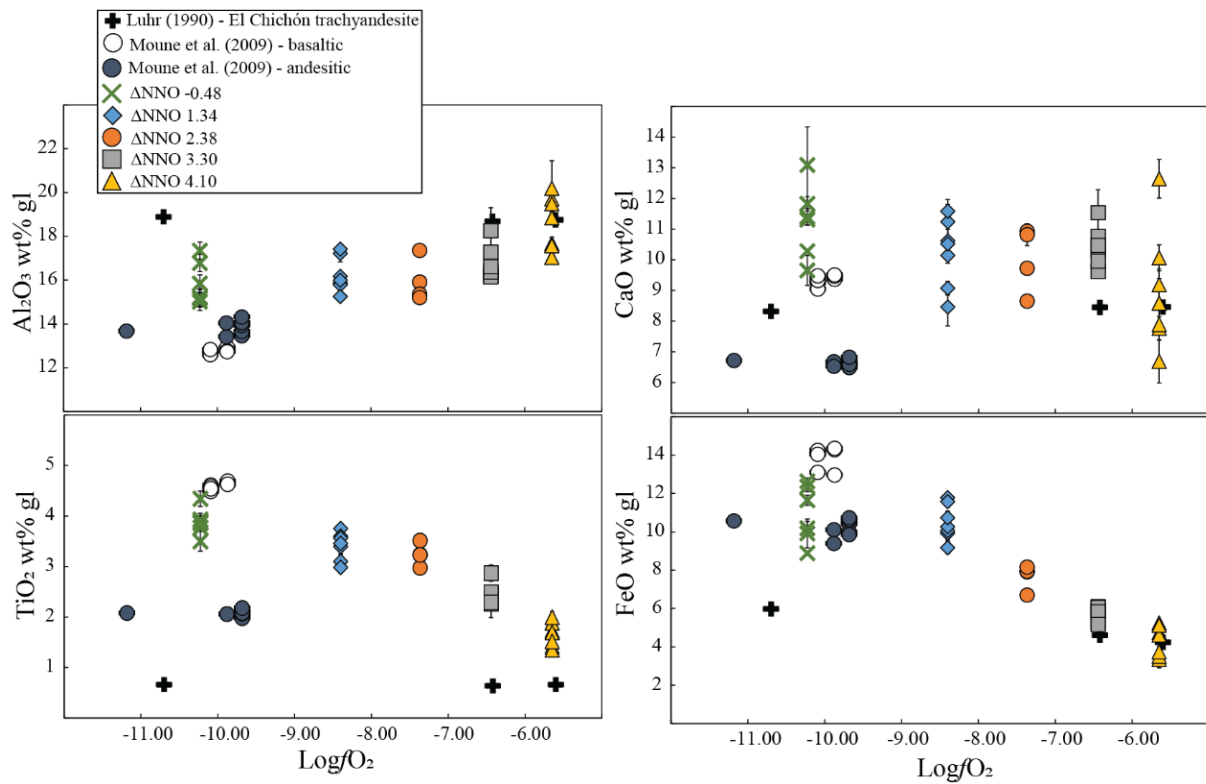 Luhr (1990) - El Chichón trachyandesite
Moune et al. (2009) - basaltic
Moune et al. (2009) - andesitic
ΔNNO -0.48
ΔNNO 1.34
ΔNNO 2.38
ΔNNO 3.30
ΔNNO 4.10
Al₂O₃ wt% gl
22
20
18
16
14
12
CaO wt% gl
14
13
12
11
10
9
8
7
6
TiO₂ wt% gl
5
4
3
2
1
FeO wt% gl
14
12
10
8
6
4
2
-11.00 -10.00 -9.00 -8.00 -7.00 -6.00
LogfO₂
-11.00 -10.00 -9.00 -8.00 -7.00 -6.00
LogfO₂